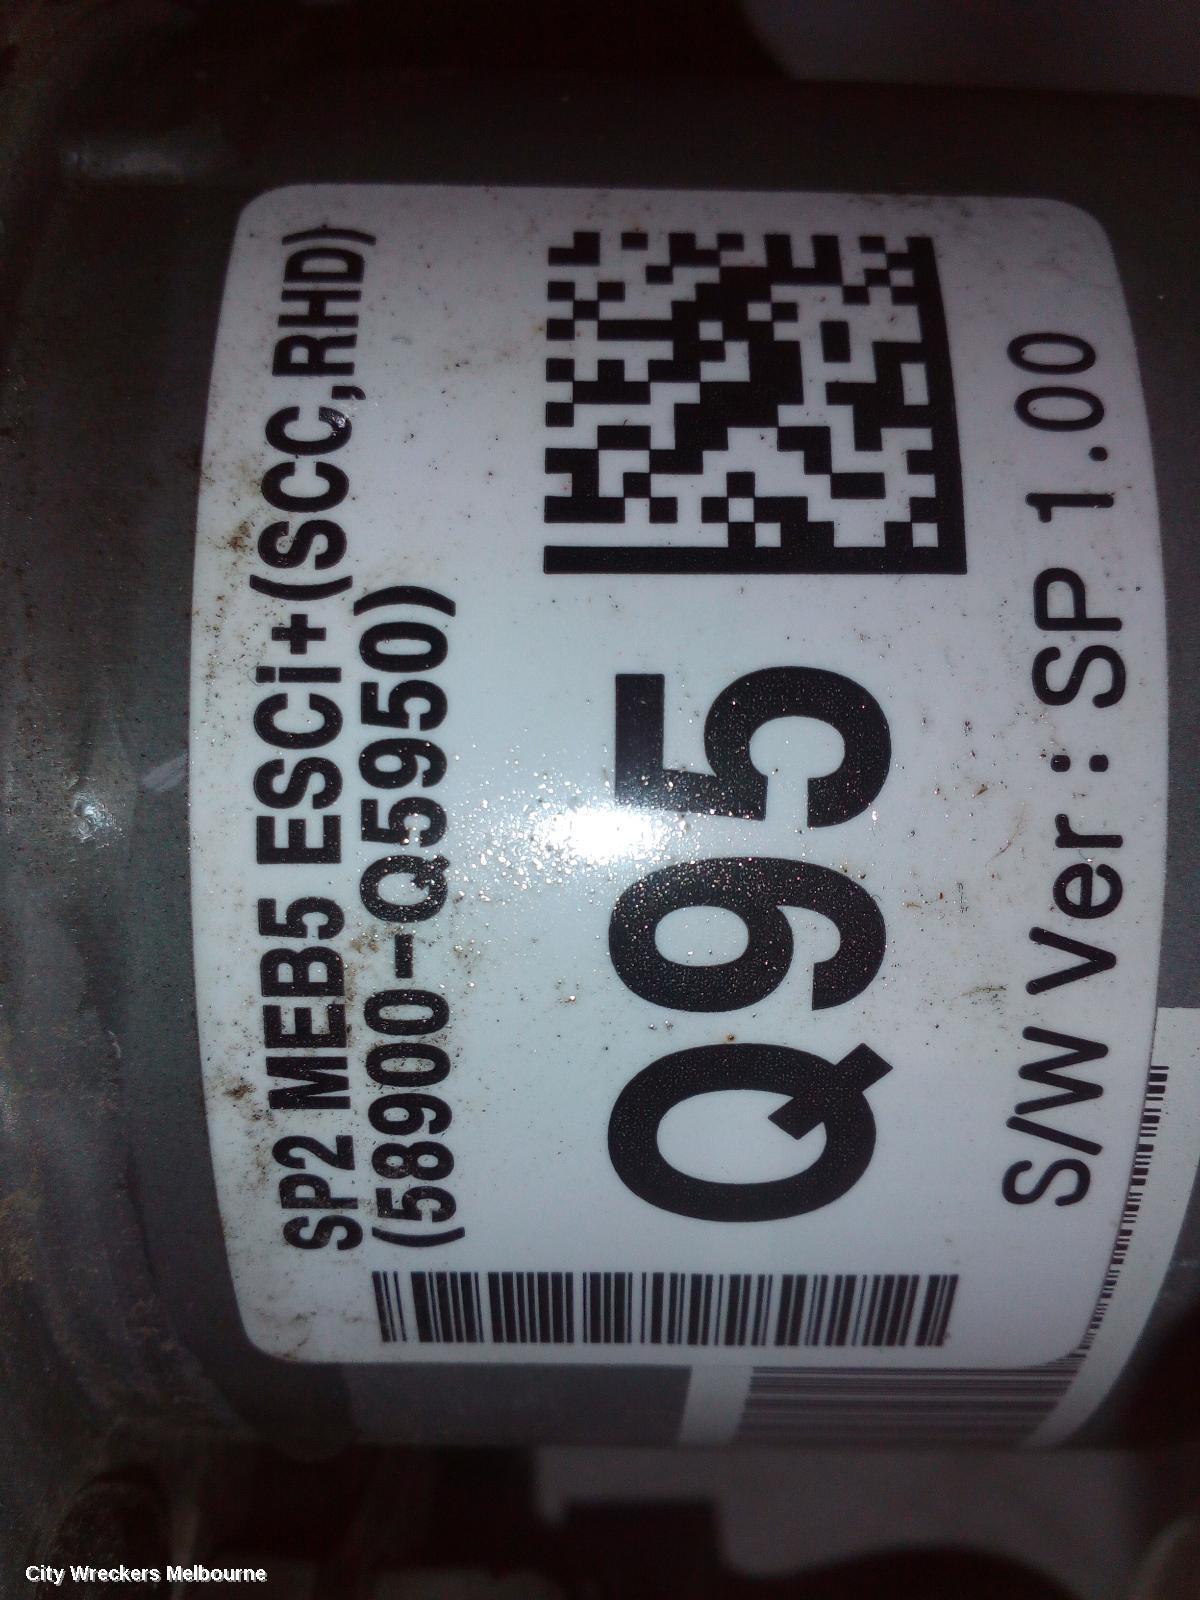 SP2 MEB5 ESCi+(SCC,RHD)
(58900-Q5950)
Q95
S/W Ver : SP 1.00
City Wreckers Melbourne